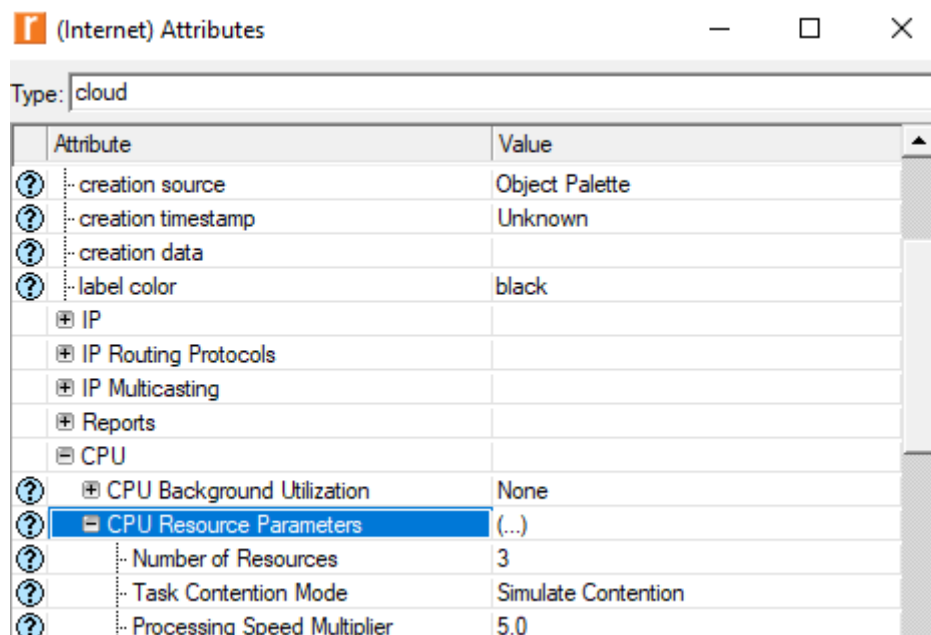 r (Internet) Attributes
Type: cloud
Attribute Value
creation source Object Palette
creation timestamp Unknown
creation data
label color black
IP
IP Routing Protocols
IP Multicasting
Reports
CPU
CPU Background Utilization None
CPU Resource Parameters (...)
Number of Resources 3
Task Contention Mode Simulate Contention
Processing Speed Multiplier 5.0